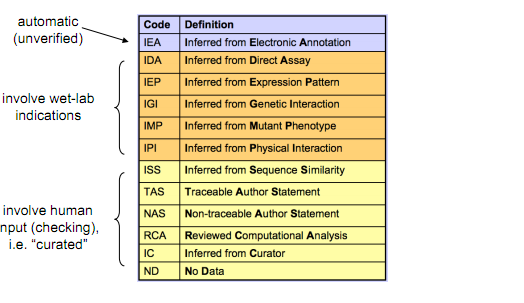 automatic
(unverified)
Code Definition
IEA Inferred from Electronic Annotation
IDA Inferred from Direct Assay
IEP Inferred from Expression Pattern
involve wet-lab
indications
IGI Inferred from Genetic Interaction
IMP Inferred from Mutant Phenotype
IPI Inferred from Physical Interaction
ISS Inferred from Sequence Similarity
TAS Traceable Author Statement
involve human
nput (checking),
i.e. “curated”
NAS Non-traceable Author Statement
RCA Reviewed Computational Analysis
IC Inferred from Curator
ND No Data